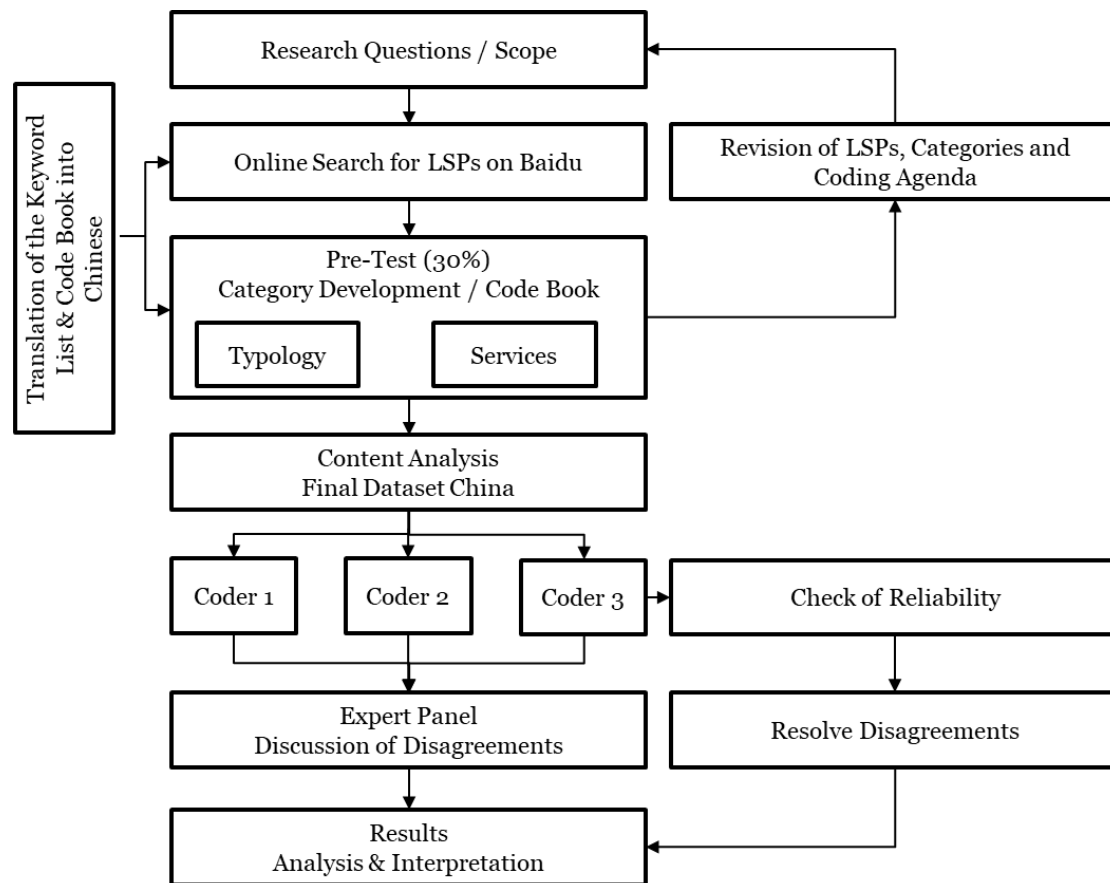 Research Questions / Scope
Translation of the Keyword
List & Code Book into
Chinese
Online Search for LSPs on Baidu
Revision of LSPs, Categories and
Coding Agenda
Pre-Test (30%)
Category Development / Code Book
Typology
Services
Content Analysis
Final Dataset China
Coder 1
Coder 2
Coder 3
Check of Reliability
Expert Panel
Discussion of Disagreements
Resolve Disagreements
Results
Analysis & Interpretation